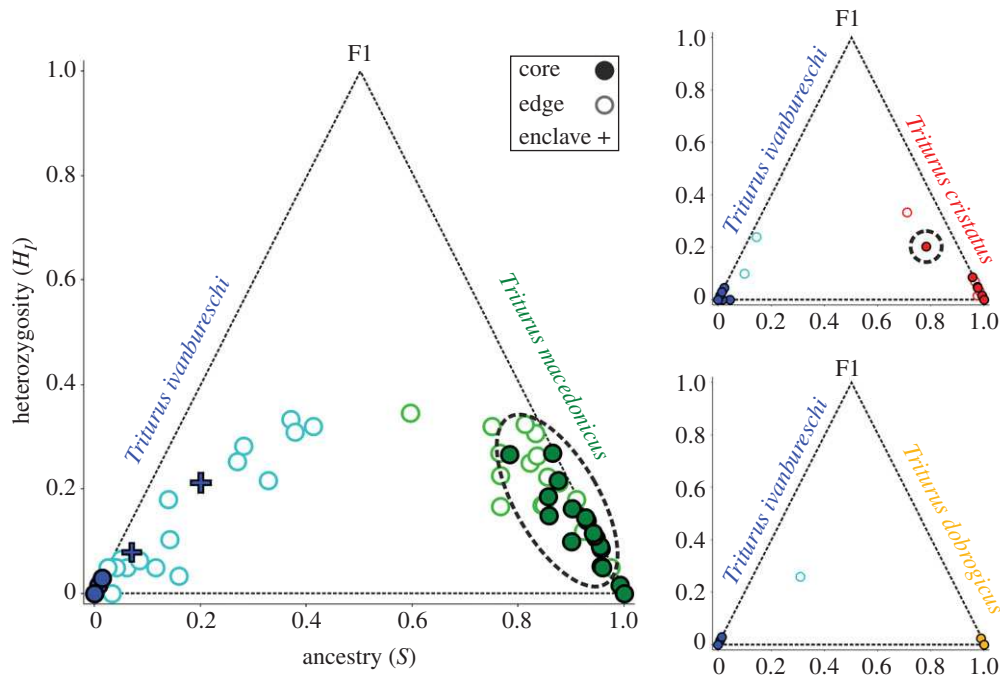 F1
1.0
0.8
0.6
0.4
0.2
0
heterozygosity (H_I)
0
0.2
0.4
0.6
0.8
1.0
ancestry (S)
Triturus ivanbureschi
Triturus macedonicus
core
edge
enclave +
F1
1.0
0.8
0.6
0.4
0.2
0
0.2
0.4
0.6
0.8
1.0
Triturus ivanbureschi
Triturus cristatus
F1
1.0
0.8
0.6
0.4
0.2
0
0
0.2
0.4
0.6
0.8
1.0
Triturus ivanbureschi
Triturus dobrogicus